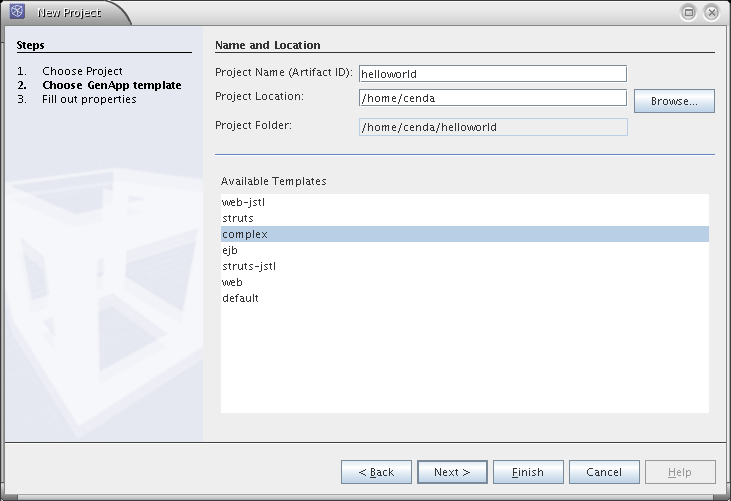 New Project
Steps
1. Choose Project
2. Choose GenApp template
3. Fill out properties
Name and Location
Project Name (Artifact ID): helloworld
Project Location: /home/cenda Browse...
Project Folder: /home/cenda/helloworld
Available Templates
web-jstl
struts
complex
ejb
struts-jstl
web
default
< Back Next > Finish Cancel Help